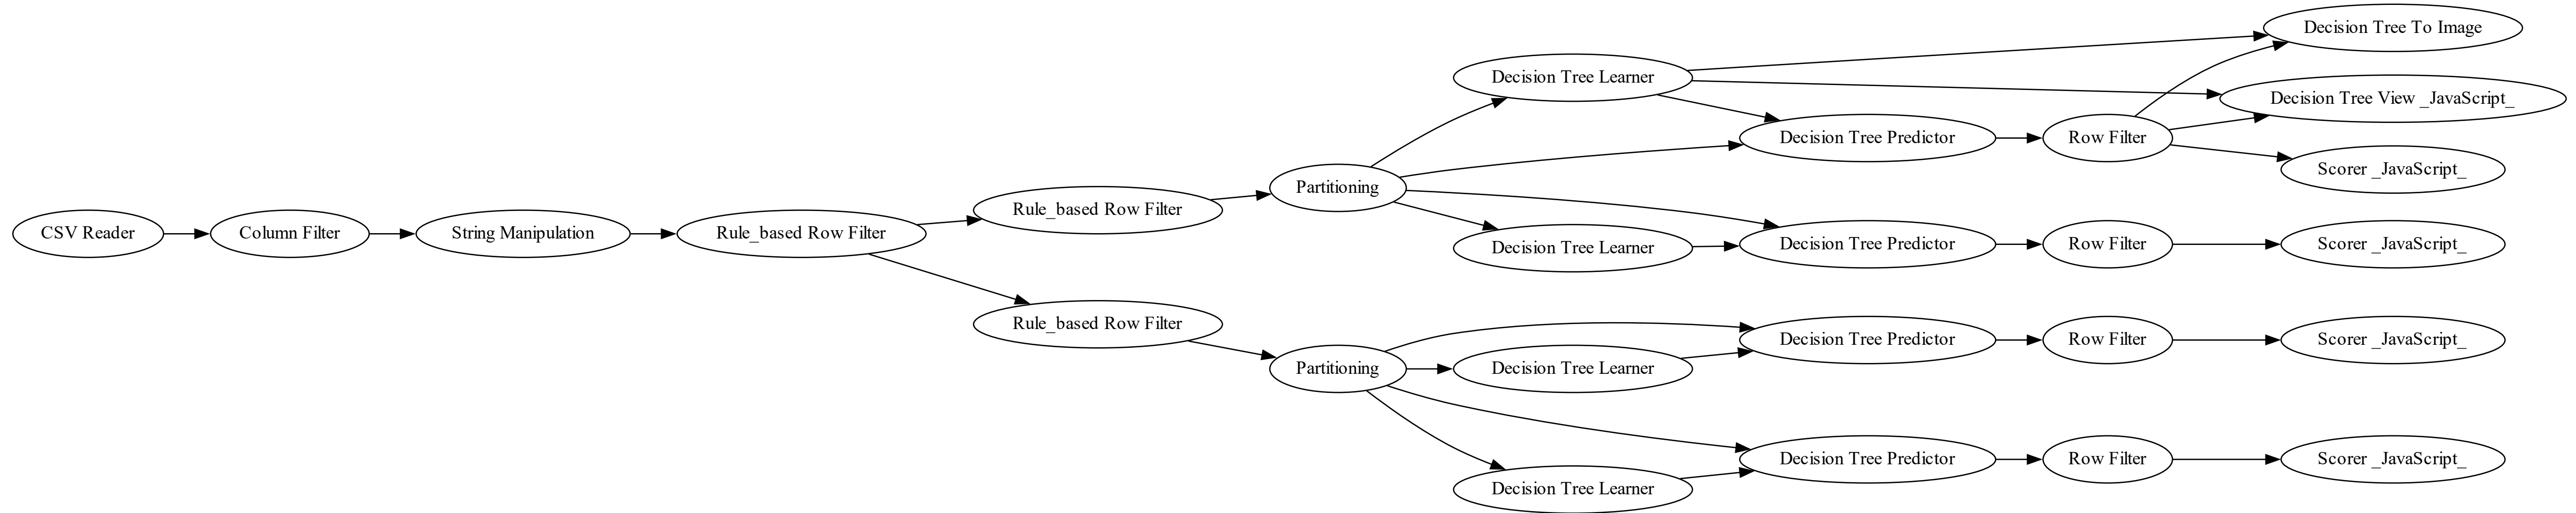 CSV Reader
Column Filter
String Manipulation
Rule_based Row Filter
Rule_based Row Filter
Rule_based Row Filter
Partitioning
Partitioning
Decision Tree Learner
Decision Tree Learner
Decision Tree Learner
Decision Tree Learner
Decision Tree Predictor
Decision Tree Predictor
Decision Tree Predictor
Decision Tree Predictor
Row Filter
Row Filter
Row Filter
Row Filter
Decision Tree To Image
Decision Tree View _JavaScript_
Scorer _JavaScript_
Scorer _JavaScript_
Scorer _JavaScript_
Scorer _JavaScript_